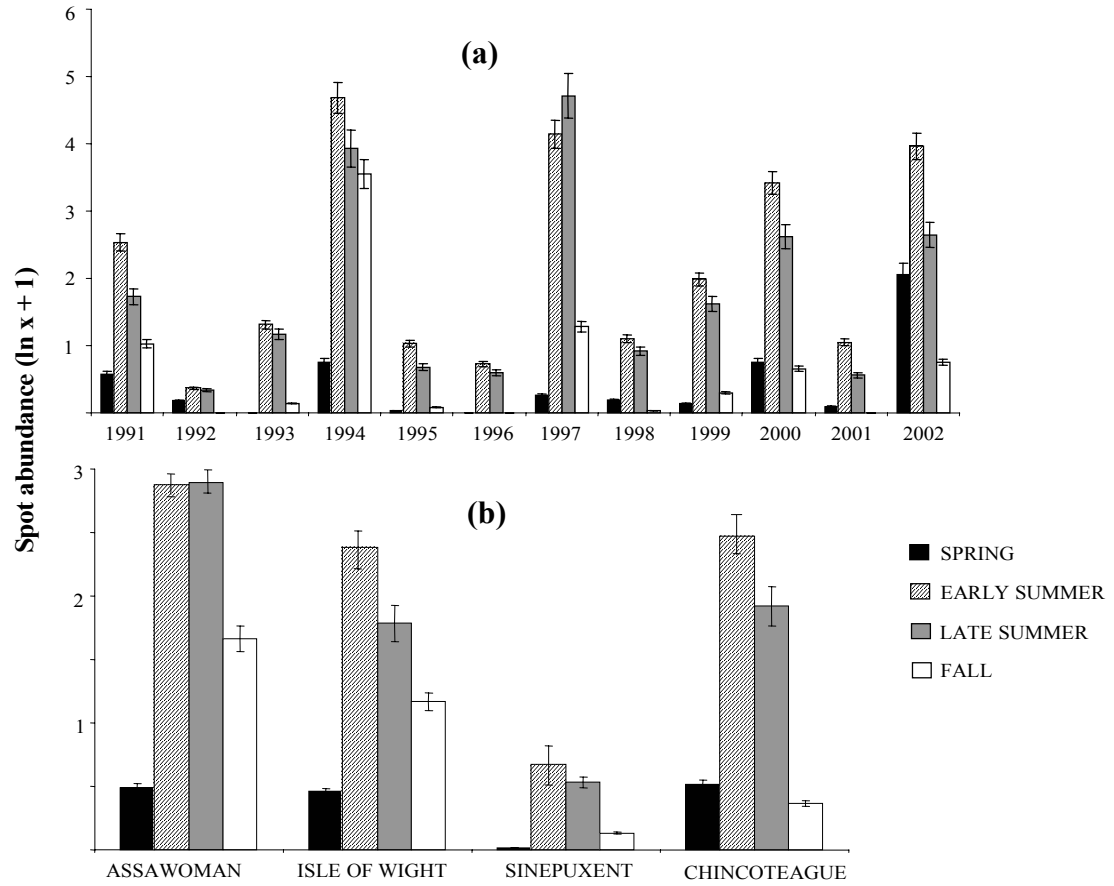 6
(a)
5
4
3
2
1
1991 1992 1993 1994 1995 1996 1997 1998 1999 2000 2001 2002
Spot abundance (ln x + 1)
3
(b)
2
1
SPRING
EARLY SUMMER
LATE SUMMER
FALL
ASSAWOMAN ISLE OF WIGHT SINEPUXENT CHINCOTEAGUE